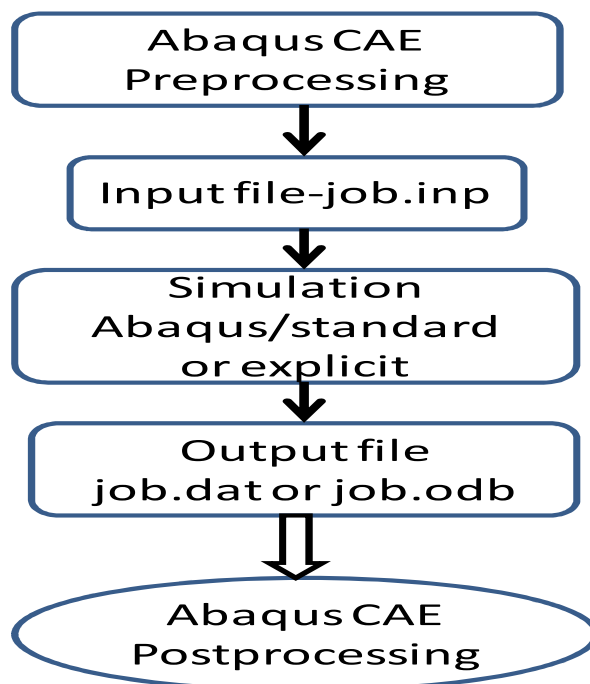 Abaqus CAE
Preprocessing
Input file-job.inp
Simulation
Abaqus/standard
or explicit
Output file
job.dat or job.odb
Abaqus CAE
Postprocessing